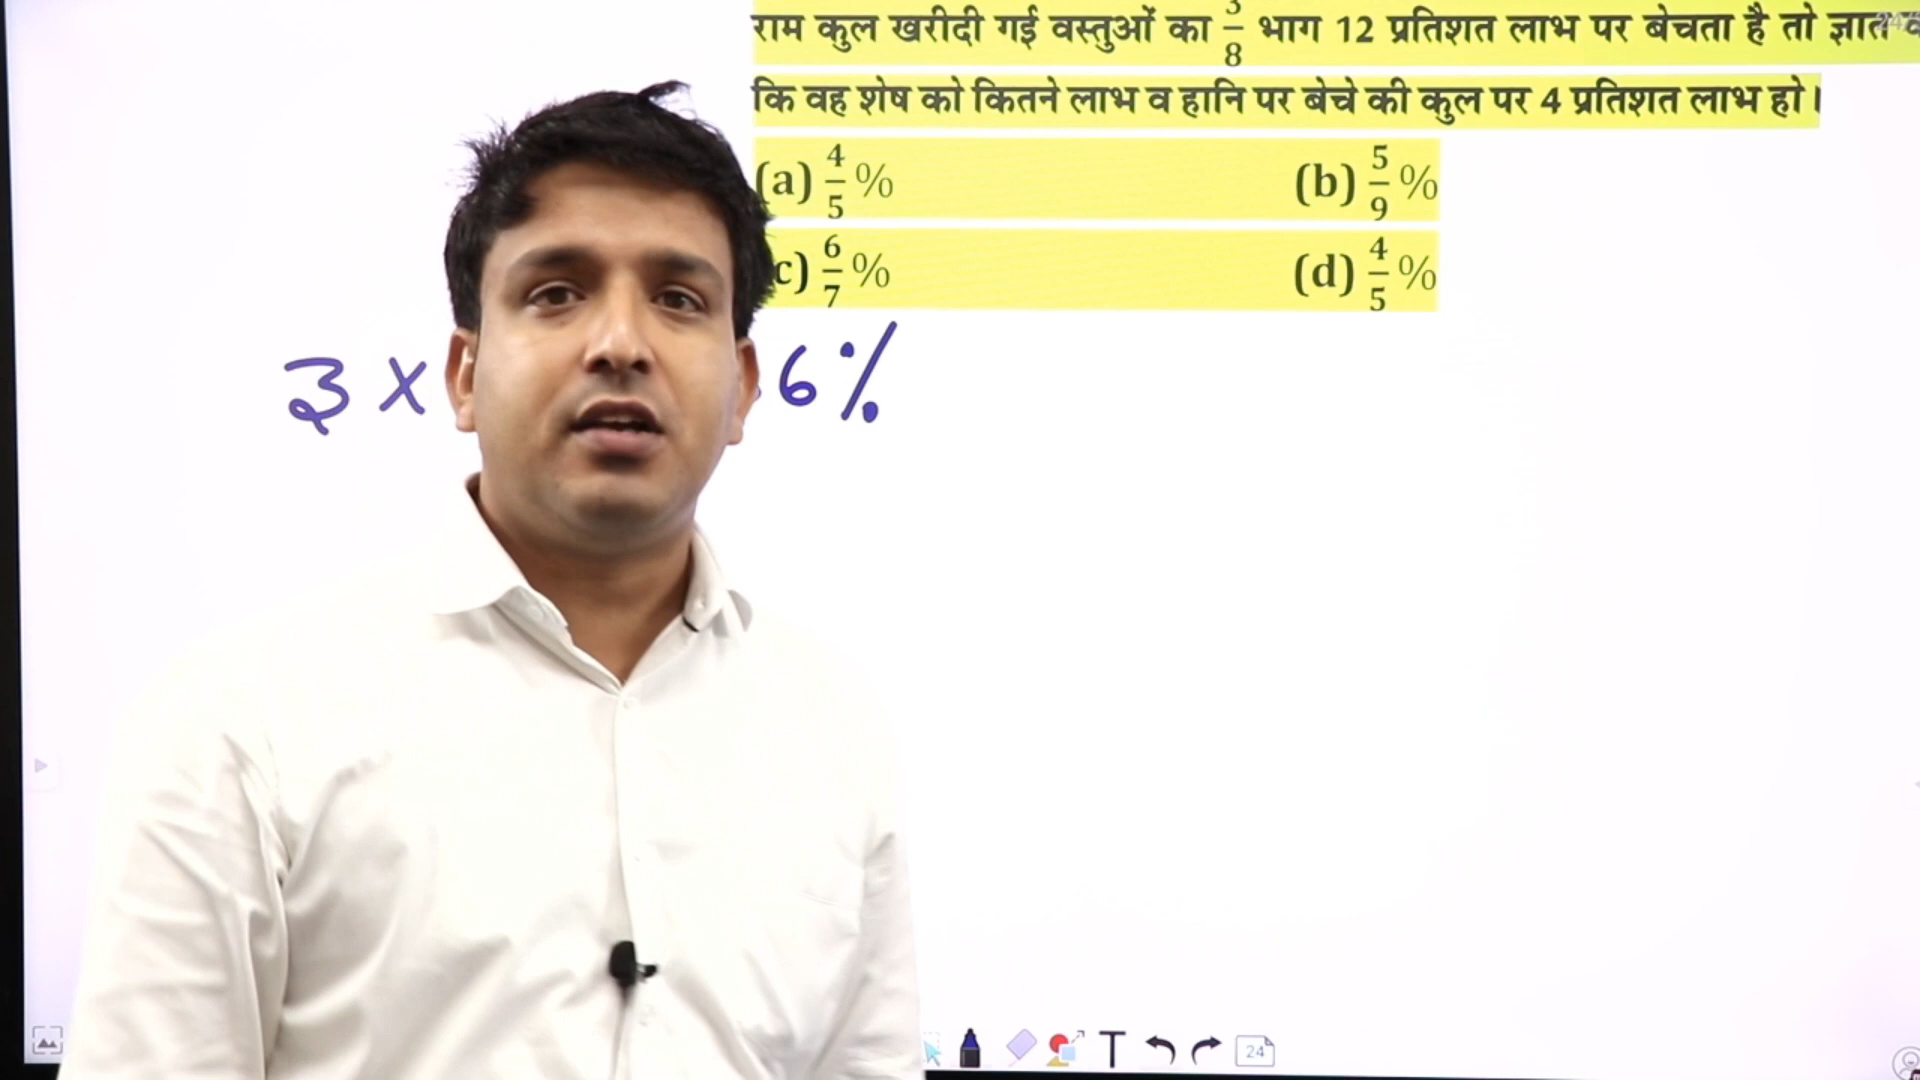 राम कुल खरीदी गई वस्तुओं का 3/8 भाग 12 प्रतिशत लाभ पर बेचता है तो ज्ञात
कि वह शेष को कितने लाभ व हानि पर बेचे की कुल पर 4 प्रतिशत लाभ हो।
(a) 4/5 % (b) 5/9 %
c) 6/7 % (d) 4/5 %
3 × 6%
T 24